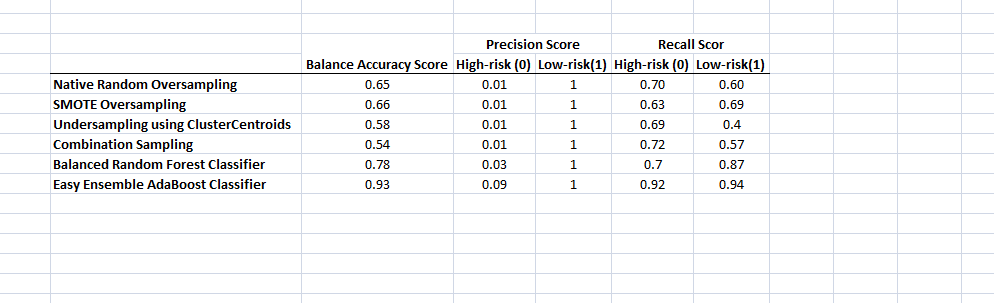 Precision Score Recall Scor
Balance Accuracy Score High-risk (0) Low-risk(1) High-risk (0) Low-risk(1)
Native Random Oversampling 0.65 0.01 1 0.70 0.60
SMOTE Oversampling 0.66 0.01 1 0.63 0.69
Undersampling using ClusterCentroids 0.58 0.01 1 0.69 0.4
Combination Sampling 0.54 0.01 1 0.72 0.57
Balanced Random Forest Classifier 0.78 0.03 1 0.7 0.87
Easy Ensemble AdaBoost Classifier 0.93 0.09 1 0.92 0.94